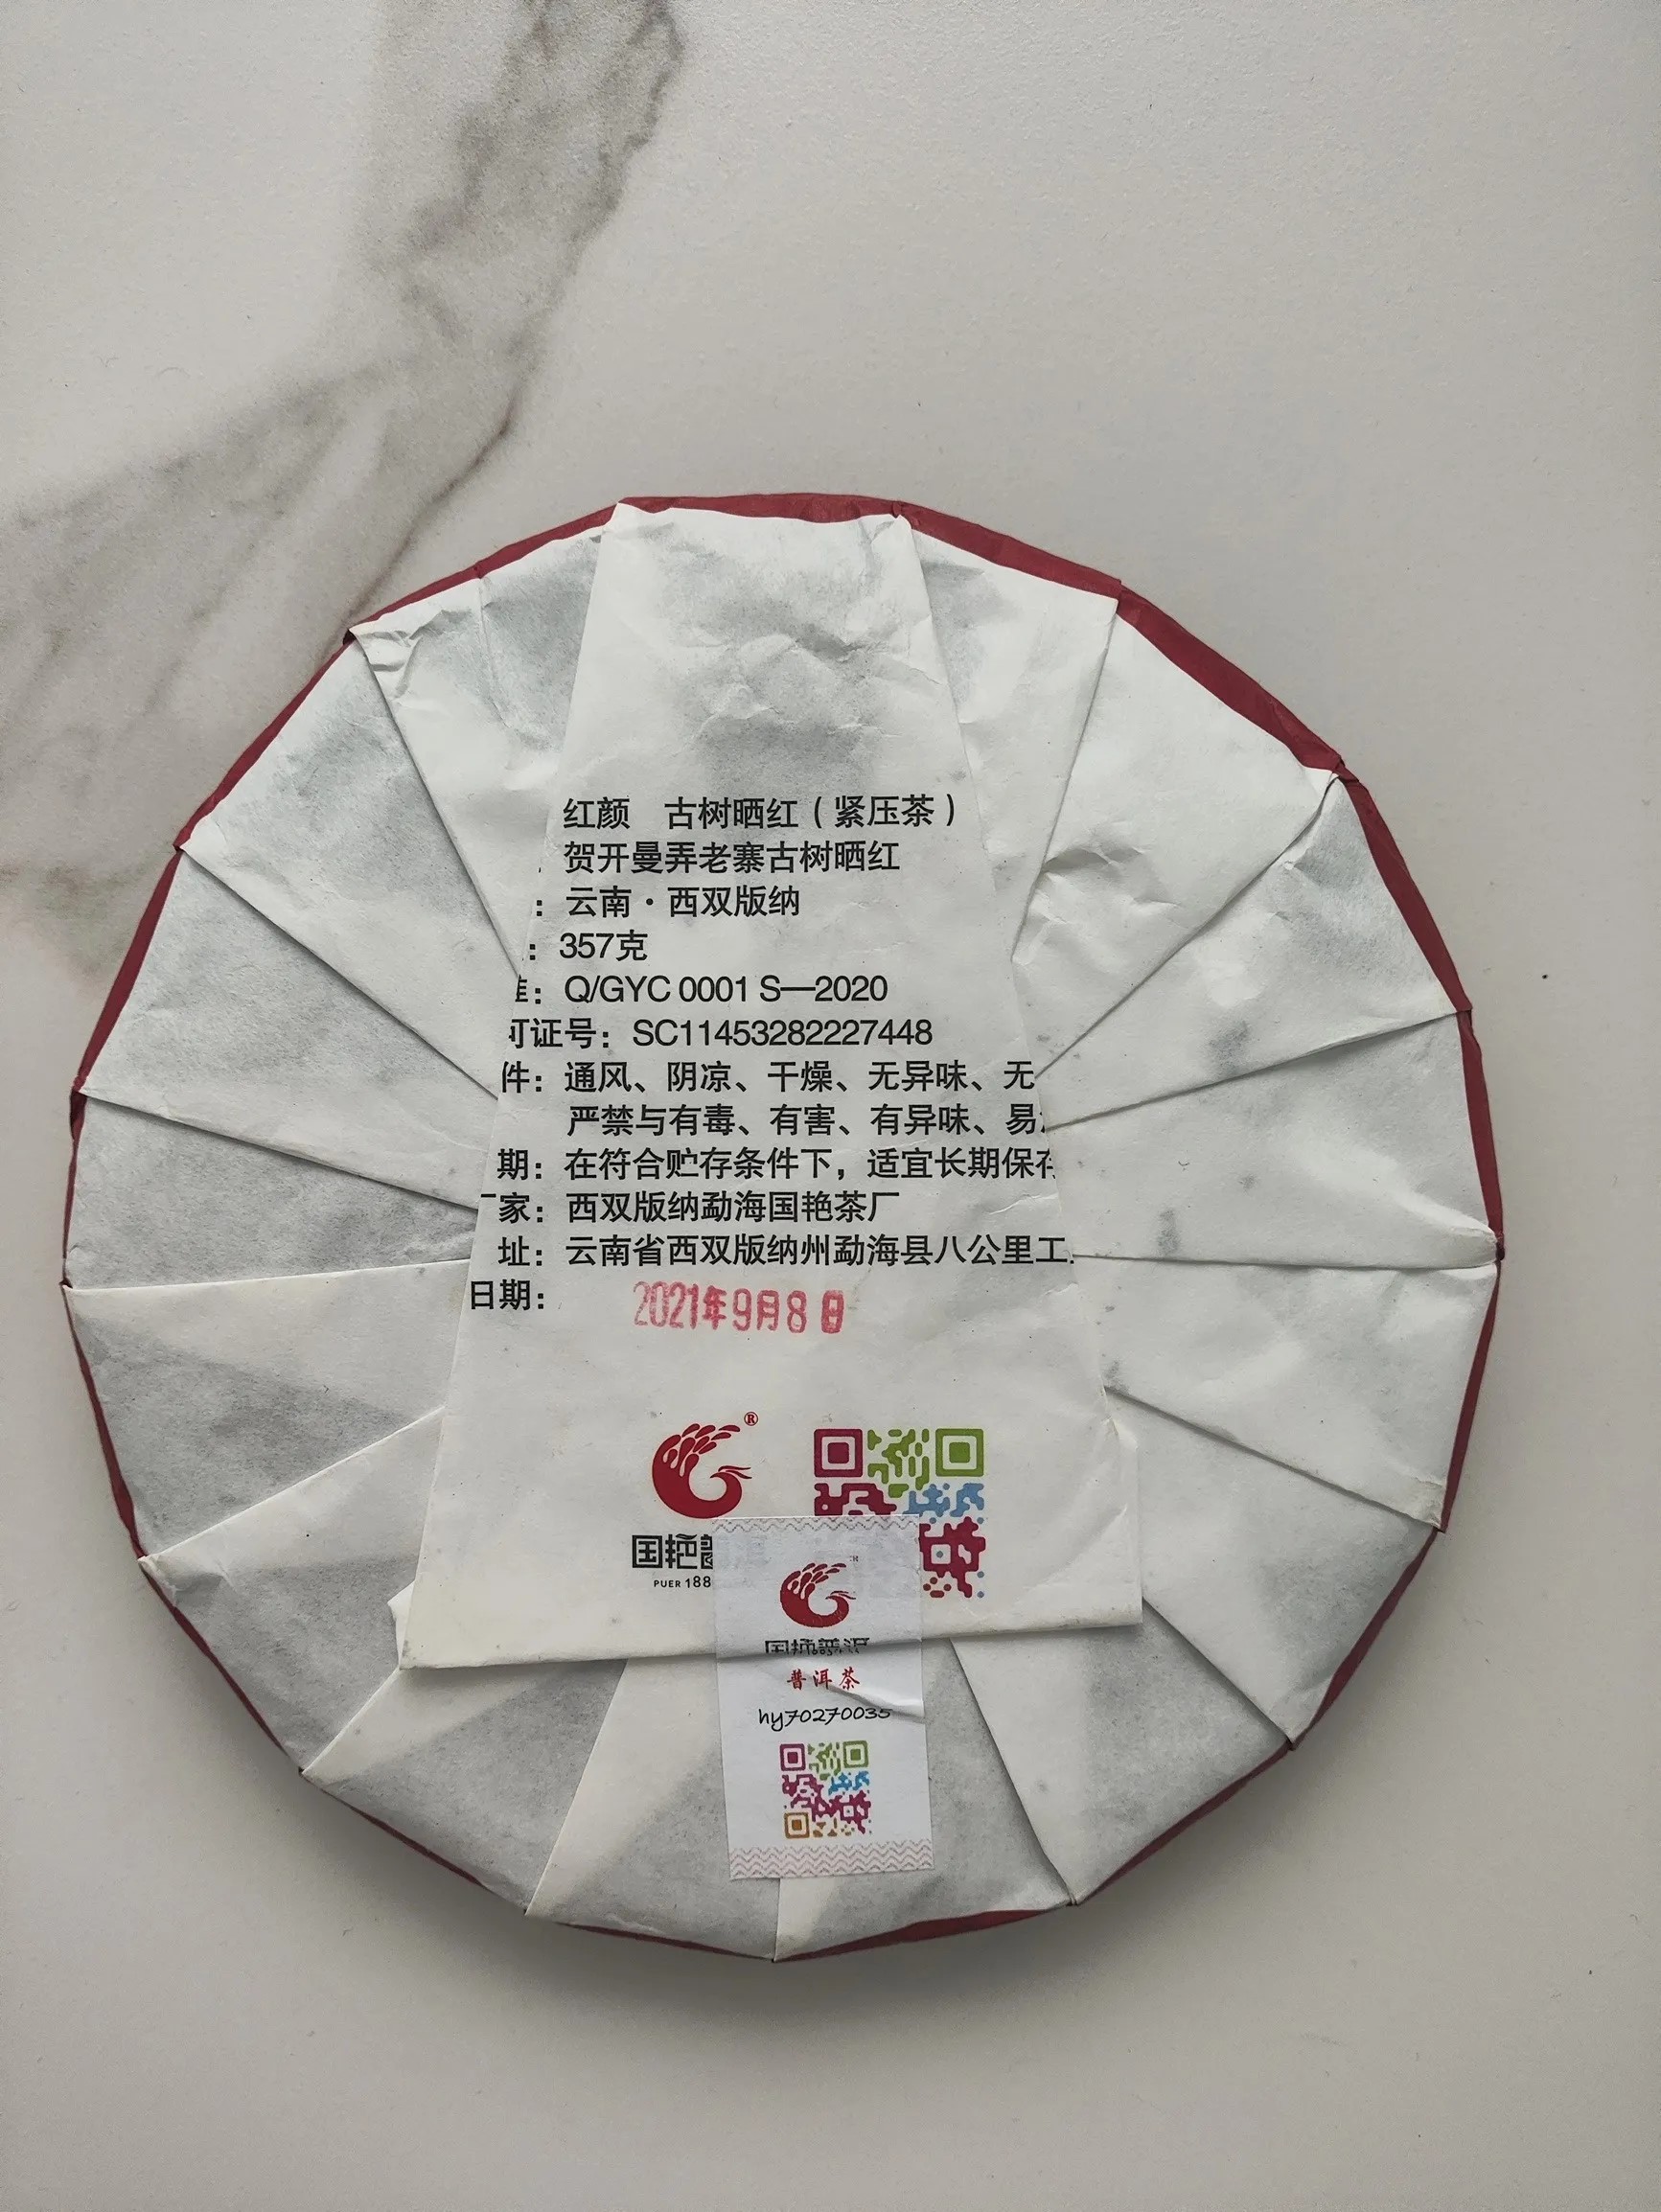 红颜 古树晒红（紧压茶）
贺开曼弄老寨古树晒红
：云南·西双版纳
：357克
：Q/GYC 0001 S—2020
可证号：SC11453282227448
件：通风、阴凉、干燥、无异味、无
严禁与有毒、有害、有异味、易
期：在符合贮存条件下，适宜长期保存
家：西双版纳勐海国艳茶厂
址：云南省西双版纳州勐海县八公里工
日期：2021年9月8日
®
国艳
PUER 188
国艳普洱
普洱茶
hy70270035